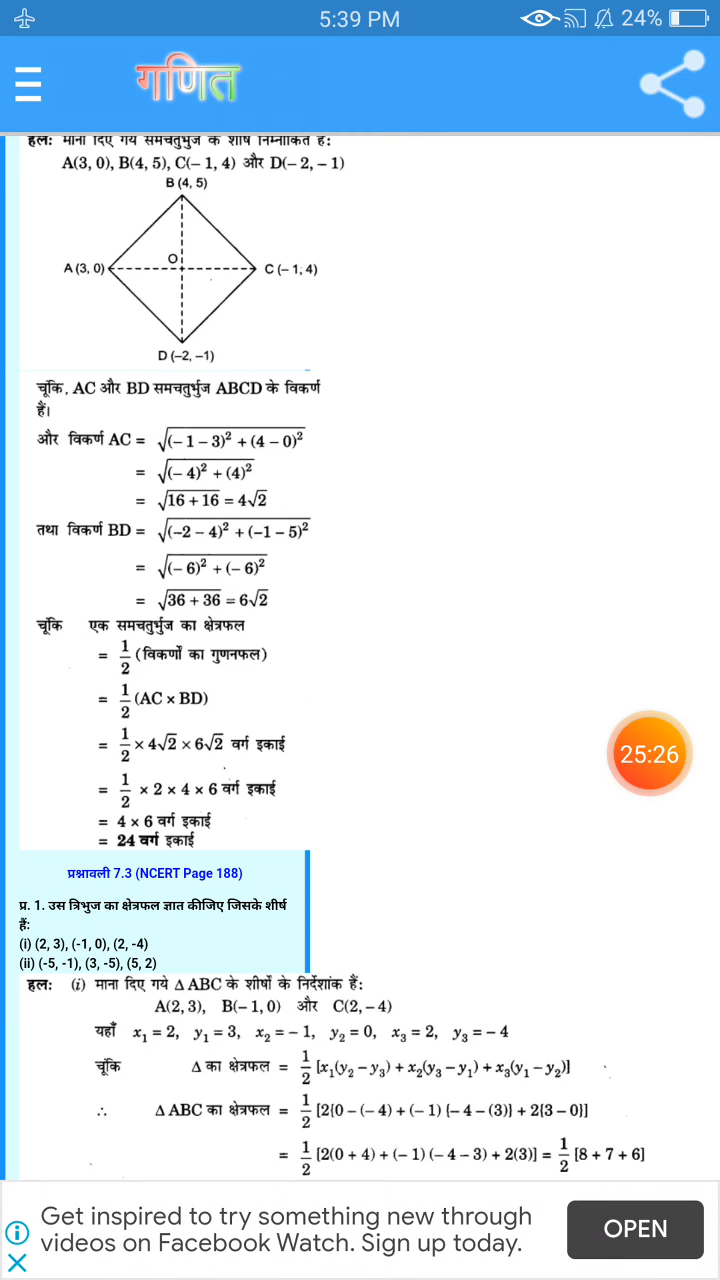 5:39 PM
24%
गणित
हल: माना दिए गये समचतुर्भुज के शीर्ष निम्नांकित हैं:
A(3, 0), B(4, 5), C(– 1, 4) और D(– 2, – 1)
B (4, 5)
A (3, 0)
O
C (– 1, 4)
D (–2, –1)
चूंकि, AC और BD समचतुर्भुज ABCD के विकर्ण
हैं।
और विकर्ण AC = √(– 1 – 3)² + (4 – 0)²
= √(– 4)² + (4)²
= √16 + 16 = 4√2
तथा विकर्ण BD = √(–2 – 4)² + (–1 – 5)²
= √(– 6)² + (– 6)²
= √36 + 36 = 6√2
चूंकि एक समचतुर्भुज का क्षेत्रफल
= 1/2 (विकर्णों का गुणनफल)
= 1/2 (AC × BD)
= 1/2 × 4√2 × 6√2 वर्ग इकाई
25:26
= 1/2 × 2 × 4 × 6 वर्ग इकाई
= 4 × 6 वर्ग इकाई
= 24 वर्ग इकाई
प्रश्नावली 7.3 (NCERT Page 188)
प्र. 1. उस त्रिभुज का क्षेत्रफल ज्ञात कीजिए जिसके शीर्ष
हैं:
(i) (2, 3), (-1, 0), (2, -4)
(ii) (-5, -1), (3, -5), (5, 2)
हल: (i) माना दिए गये Δ ABC के शीर्षों के निर्देशांक हैं:
A(2, 3), B(– 1, 0) और C(2, – 4)
यहाँ x₁ = 2, y₁ = 3, x₂ = – 1, y₂ = 0, x₃ = 2, y₃ = – 4
चूंकि Δ का क्षेत्रफल = 1/2 [x₁(y₂ – y₃) + x₂(y₃ – y₁) + x₃(y₁ – y₂)]
∴ Δ ABC का क्षेत्रफल = 1/2 [2{0 – (– 4) + (– 1) {– 4 – (3)} + 2{3 – 0}]
= 1/2 [2(0 + 4) + (– 1) (– 4 – 3) + 2(3)] = 1/2 [8 + 7 + 6]
Get inspired to try something new through
videos on Facebook Watch. Sign up today.
OPEN